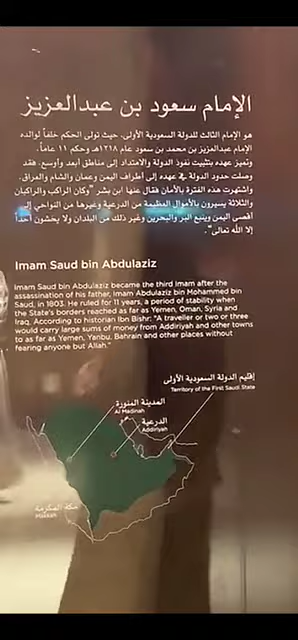 الإمام سعود بن عبدالعزيز
هو الإمام الثالث للدولة السعودية الأولى، حيث تولى الحكم خلفاً لوالده
الإمام عبدالعزيز بن محمد بن سعود عام ١٢١٨هـ وحكم ١١ عاماً،
وتميز عهده بتثبيت نفوذ الدولة والامتداد إلى مناطق أبعد وأوسع، فقد
وصلت حدود الدولة في عهده إلى أطراف اليمن وعمان والشام والعراق.
واشتهرت هذه الفترة بالأمان فقال عنها ابن بشر "وكان الراكب والراكبان
والثلاثة يسيرون بالأموال العظيمة من الدرعية وغيرها من النواحي إلى
أقصى اليمن وينبع البر والبحرين وغير ذلك من البلدان ولا يخشون أحداً
إلا الله تعالى".
Imam Saud bin Abdulaziz
Imam Saud bin Abdulaziz became the third Imam after the
assassination of his father, Imam Abdulaziz bin Mohammed bin
Saud, in 1803. He ruled for 11 years, a period of stability when
the State's borders reached as far as Yemen, Oman, Syria and
Iraq. According to historian Ibn Bishr: "A traveller or two or three
would carry large sums of money from Addiriyah and other towns
to as far as Yemen, Yanbu, Bahrain and other places without
fearing anyone but Allah."
إقليم الدولة السعودية الأولى
Territory of the First Saudi State
المدينة المنورة
Al Madinah
الدرعية
Addiriyah
مكة المكرمة
Makkah